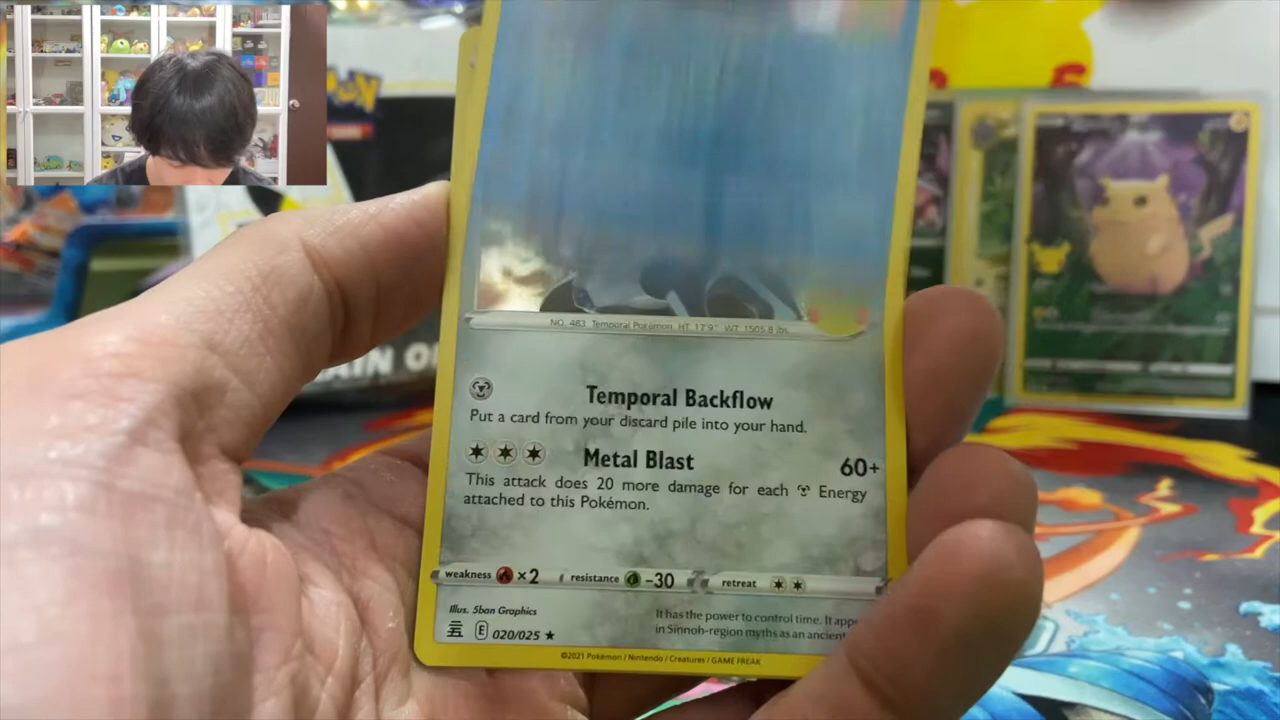 NO. 483 Temporal Pokémon HT: 17'9" WT: 1505.8 lbs.
Temporal Backflow
Put a card from your discard pile into your hand.
Metal Blast 60+
This attack does 20 more damage for each Energy
attached to this Pokémon.
weakness ×2 resistance -30 retreat
Illus. 5ban Graphics
E 020/025 ★
It has the power to control time. It app
in Sinnoh-region myths as an ancient
©2021 Pokémon / Nintendo / Creatures / GAME FREAK